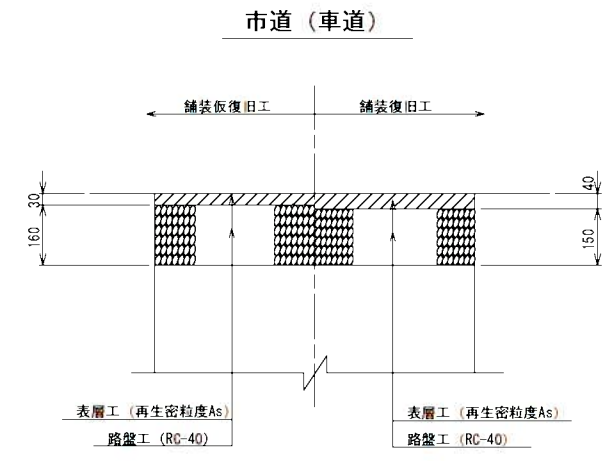 市道（車道）
舗装仮復旧工
舗装復旧工
30
160
40
150
表層工（再生密粒度As）
路盤工（RC-40）
表層工（再生密粒度As）
路盤工（RC-40）